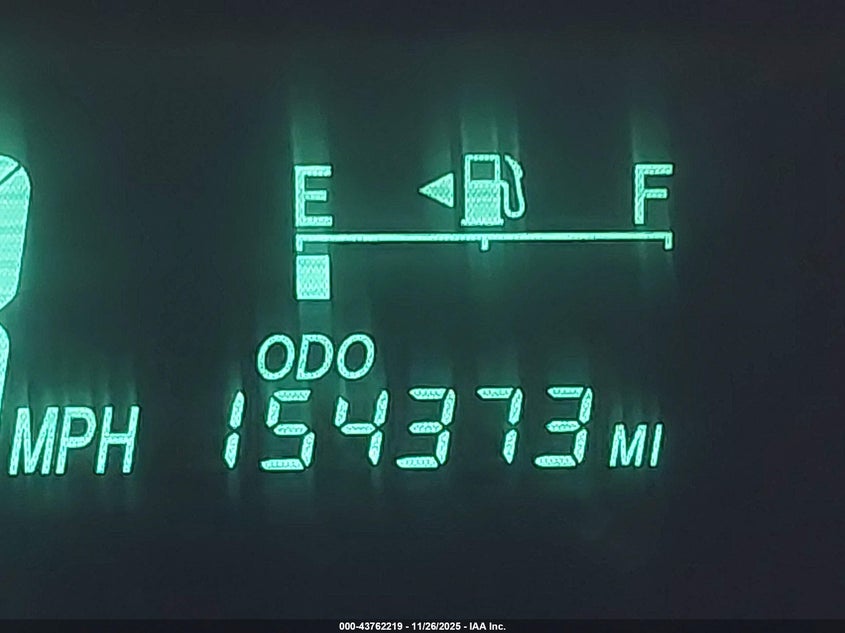 E F
ODO
MPH 154373 MI
000-43762219 - 11/26/2025 - IAA Inc.